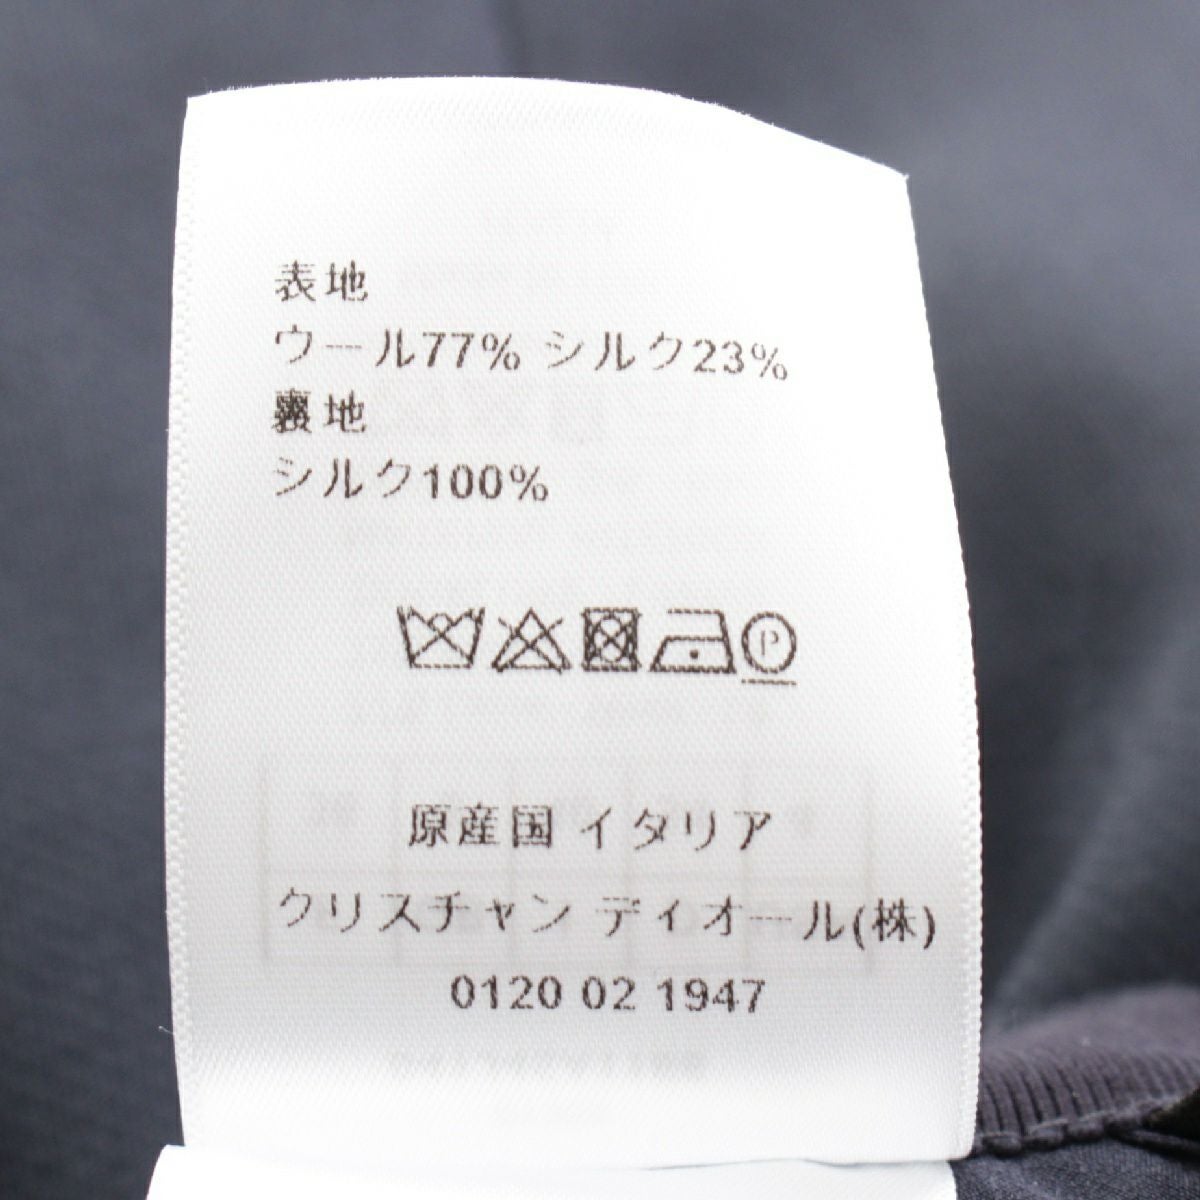 表地
ウール77% シルク23%
裏地
シルク100%
P
原産国 イタリア
クリスチャン ディオール(株)
0120 02 1947